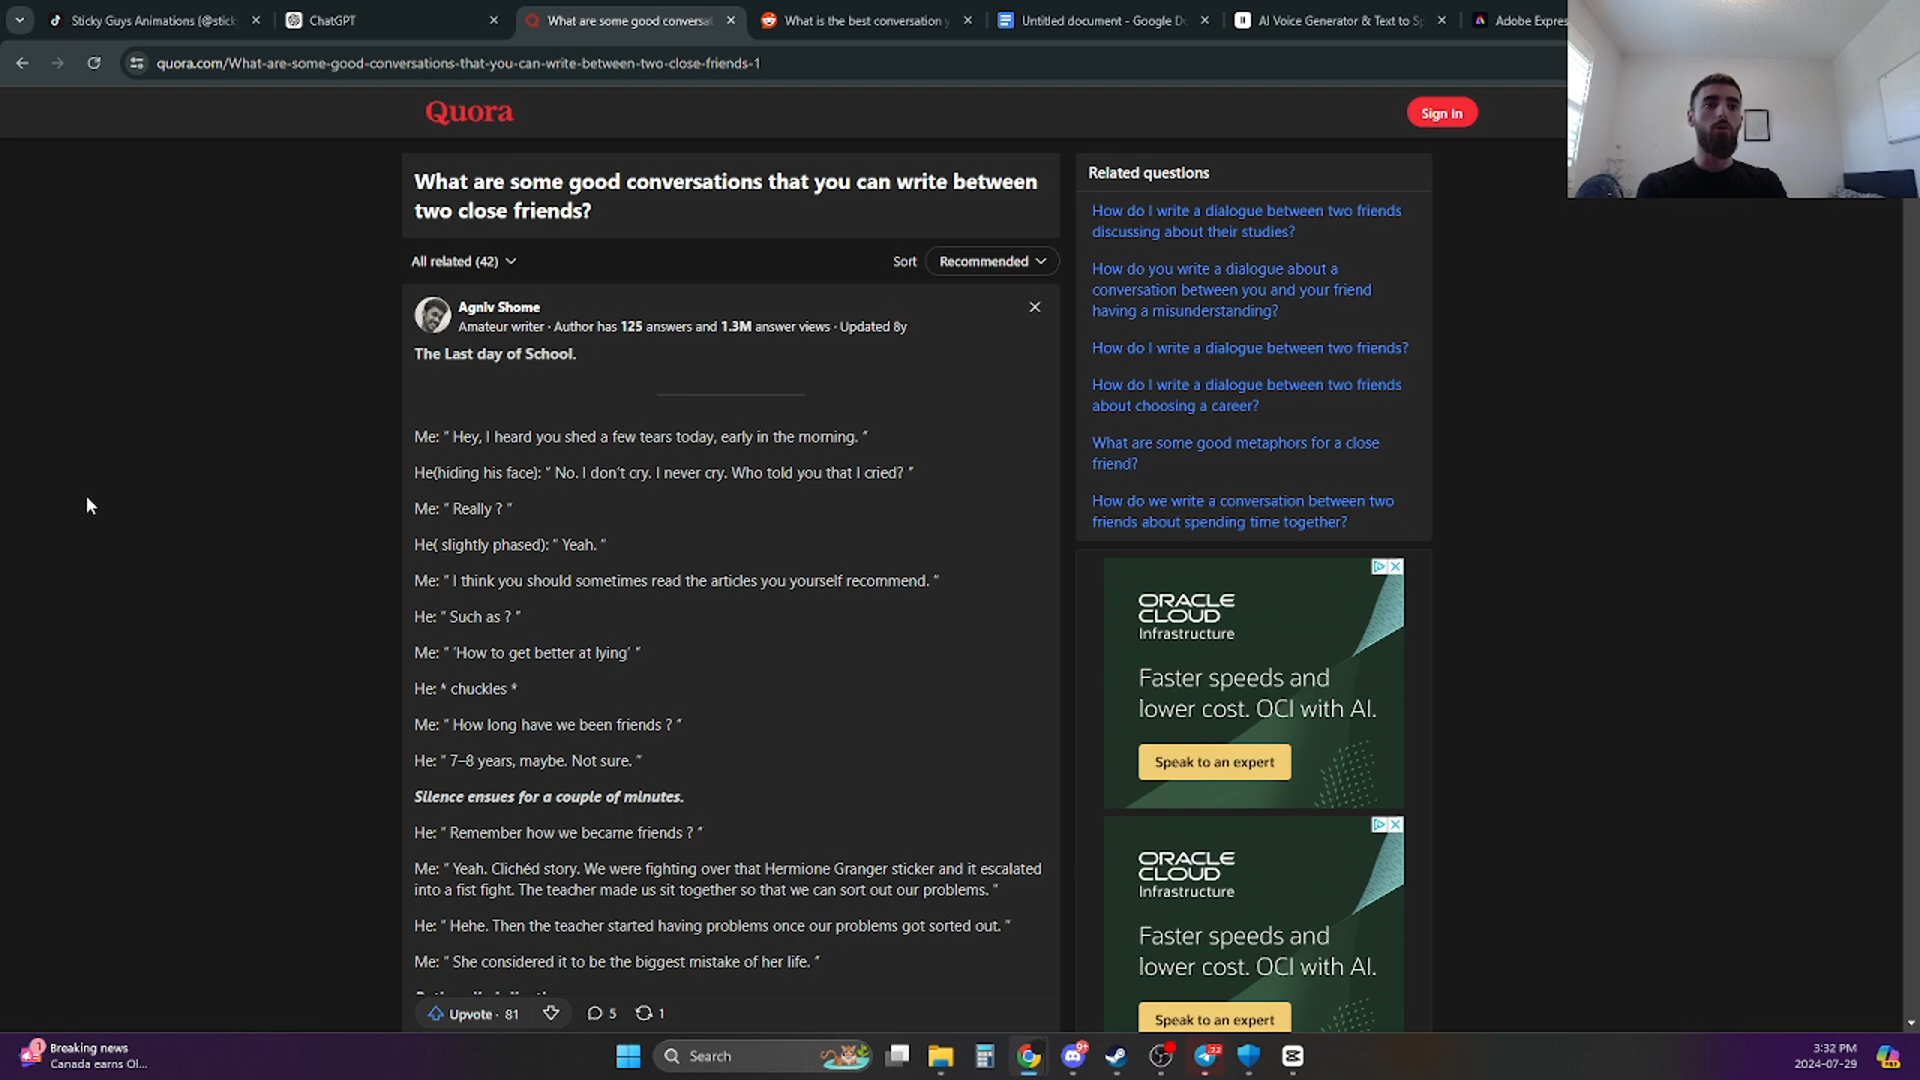 Sticky Guys Animations (@stick
ChatGPT
What are some good conversat
What is the best conversation y
Untitled document - Google Do
AI Voice Generator & Text to Sp
Adobe Expres
quora.com/What-are-some-good-conversations-that-you-can-write-between-two-close-friends-1
Quora
Sign In
What are some good conversations that you can write between
two close friends?
All related (42)
Sort
Recommended
Agniv Shome
Amateur writer · Author has 125 answers and 1.3M answer views · Updated 8y
The Last day of School.
Me: “ Hey, I heard you shed a few tears today, early in the morning. ”
He(hiding his face): “ No. I don’t cry. I never cry. Who told you that I cried? ”
Me: “ Really ? ”
He( slightly phased): “ Yeah. ”
Me: “ I think you should sometimes read the articles you yourself recommend. ”
He: “ Such as ? ”
Me: “ ‘How to get better at lying’ ”
He: * chuckles *
Me: “ How long have we been friends ? ”
He: “ 7–8 years, maybe. Not sure. ”
Silence ensues for a couple of minutes.
He: “ Remember how we became friends ? ”
Me: “ Yeah. Clichéd story. We were fighting over that Hermione Granger sticker and it escalated
into a fist fight. The teacher made us sit together so that we can sort out our problems. ”
He: “ Hehe. Then the teacher started having problems once our problems got sorted out. ”
Me: “ She considered it to be the biggest mistake of her life. ”
Upvote · 81
5
1
Related questions
How do I write a dialogue between two friends
discussing about their studies?
How do you write a dialogue about a
conversation between you and your friend
having a misunderstanding?
How do I write a dialogue between two friends?
How do I write a dialogue between two friends
about choosing a career?
What are some good metaphors for a close
friend?
How do we write a conversation between two
friends about spending time together?
ORACLE
CLOUD
Infrastructure
Faster speeds and
lower cost. OCI with AI.
Speak to an expert
ORACLE
CLOUD
Infrastructure
Faster speeds and
lower cost. OCI with AI.
Speak to an expert
1
Breaking news
Canada earns Ol...
Search
9+
72
3:32 PM
2024-07-29